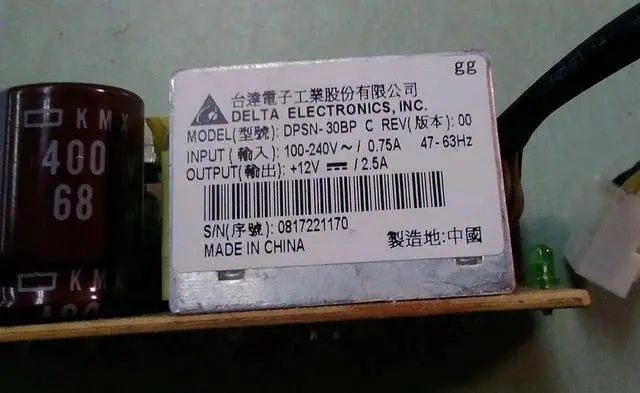 gg
台達電子工業股份有限公司
DELTA ELECTRONICS, INC.
MODEL(型號): DPSN-30BP C REV(版本): 00
INPUT (輸入): 100-240V～/ 0.75A 47-63Hz
OUTPUT(輸出): +12V ⎓ / 2.5A
S/N(序號): 0817221170
MADE IN CHINA
製造地:中國
KMX
400
68
KM